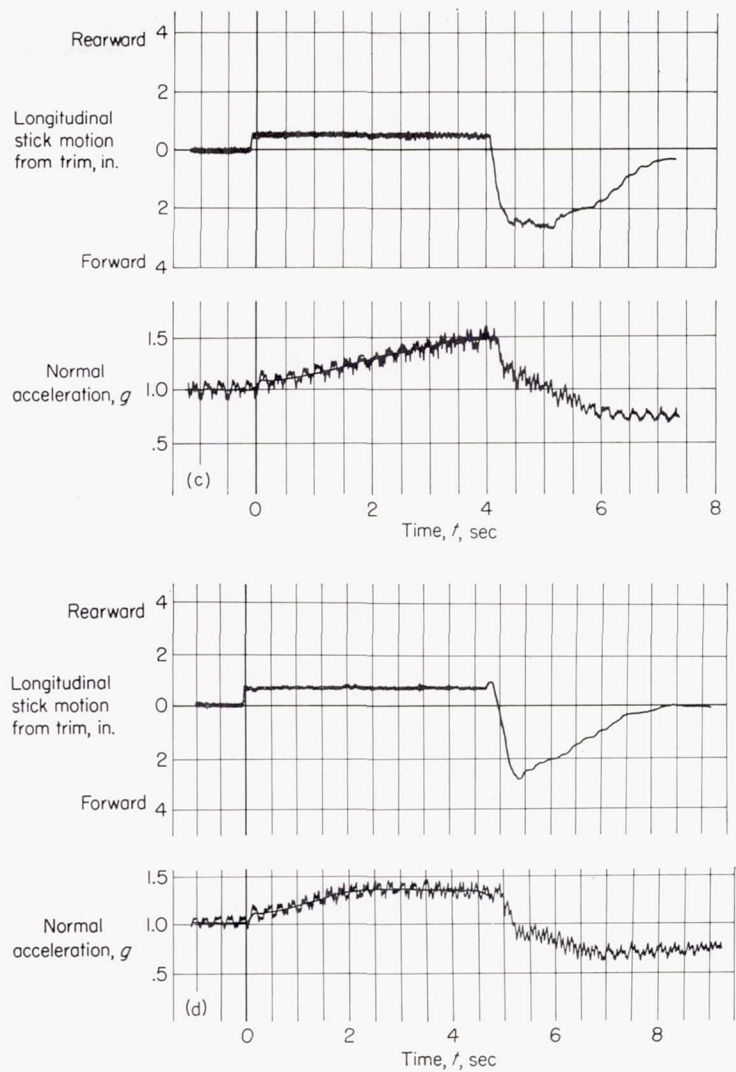 Rearward 4
2
Longitudinal
stick motion
from trim, in.
0
2
Forward 4
1.5
Normal
acceleration, g
1.0
.5
(c)
0 2 4 6 8
Time, t, sec
Rearward 4
2
Longitudinal
stick motion
from trim, in.
0
2
Forward 4
1.5
Normal
acceleration, g
1.0
.5
(d)
0 2 4 6 8
Time, t, sec